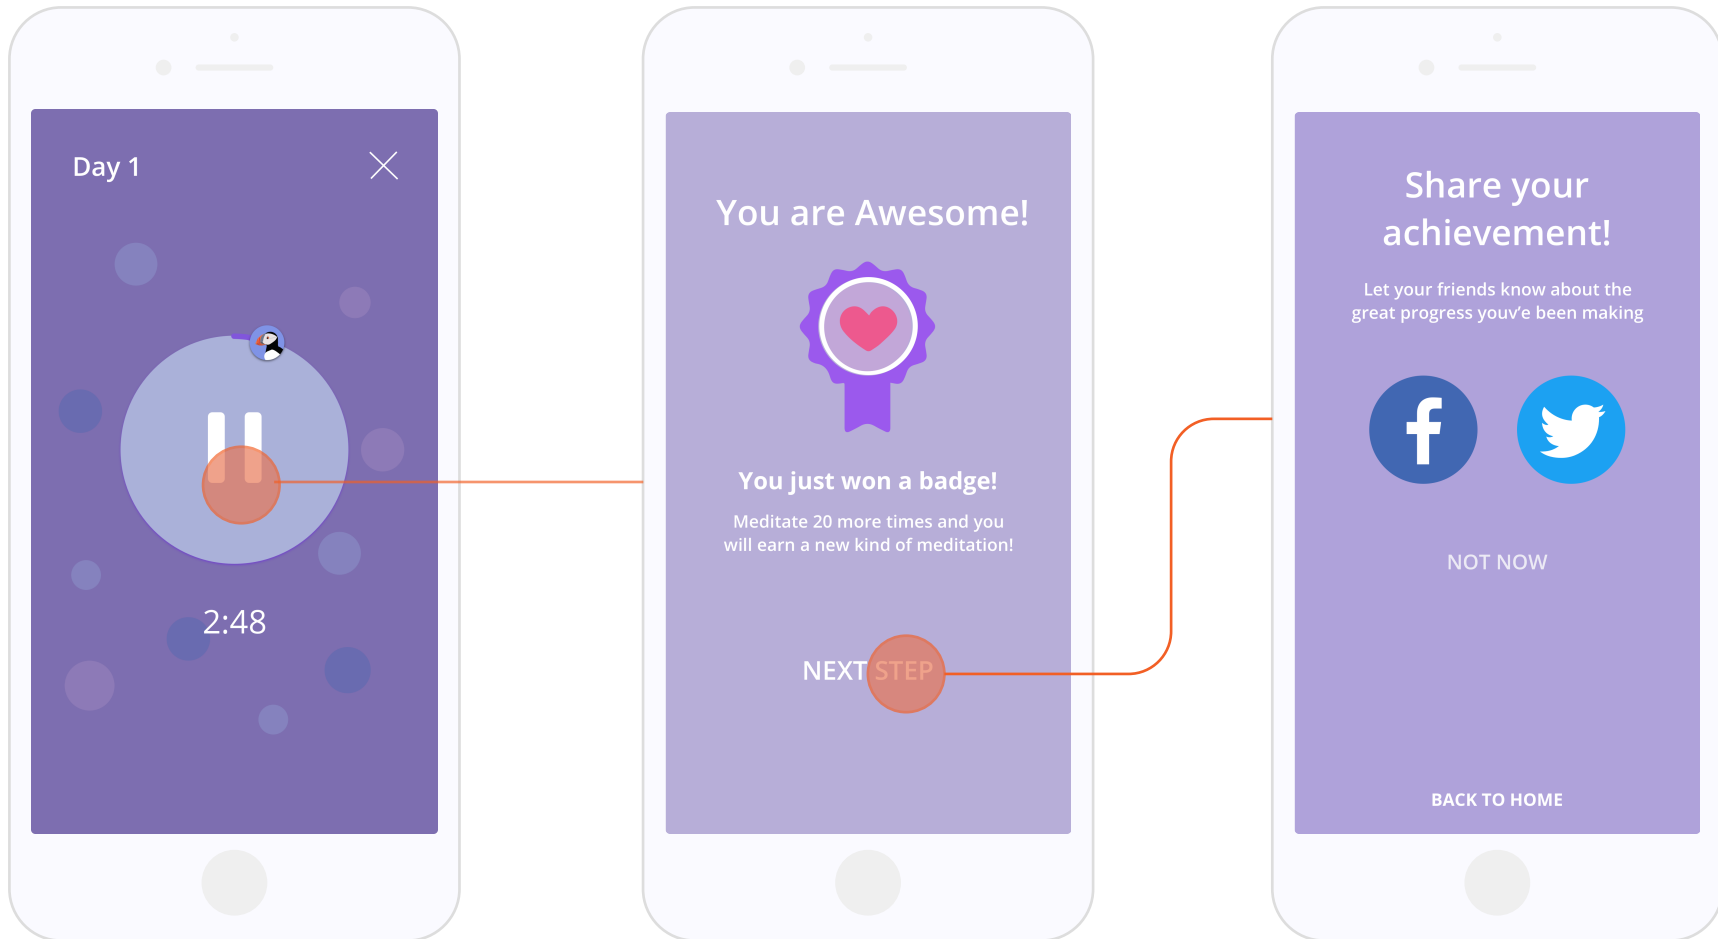 Day 1
2:48
You are Awesome!
You just won a badge!
Meditate 20 more times and you
will earn a new kind of meditation!
NEXT STEP
Share your
achievement!
Let your friends know about the
great progress youv'e been making
NOT NOW
BACK TO HOME